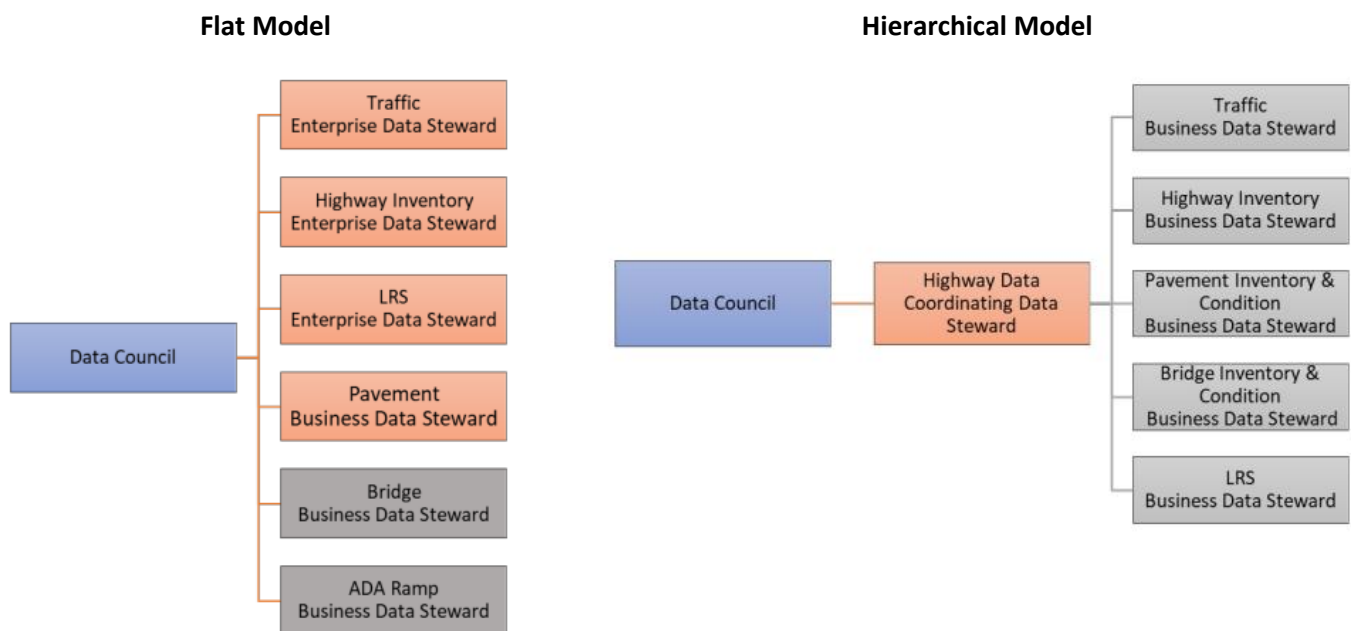 Flat Model
Traffic
Enterprise Data Steward
Highway Inventory
Enterprise Data Steward
LRS
Enterprise Data Steward
Data Council
Pavement
Business Data Steward
Bridge
Business Data Steward
ADA Ramp
Business Data Steward
Hierarchical Model
Data Council
Highway Data
Coordinating Data
Steward
Traffic
Business Data Steward
Highway Inventory
Business Data Steward
Pavement Inventory &
Condition
Business Data Steward
Bridge Inventory &
Condition
Business Data Steward
LRS
Business Data Steward